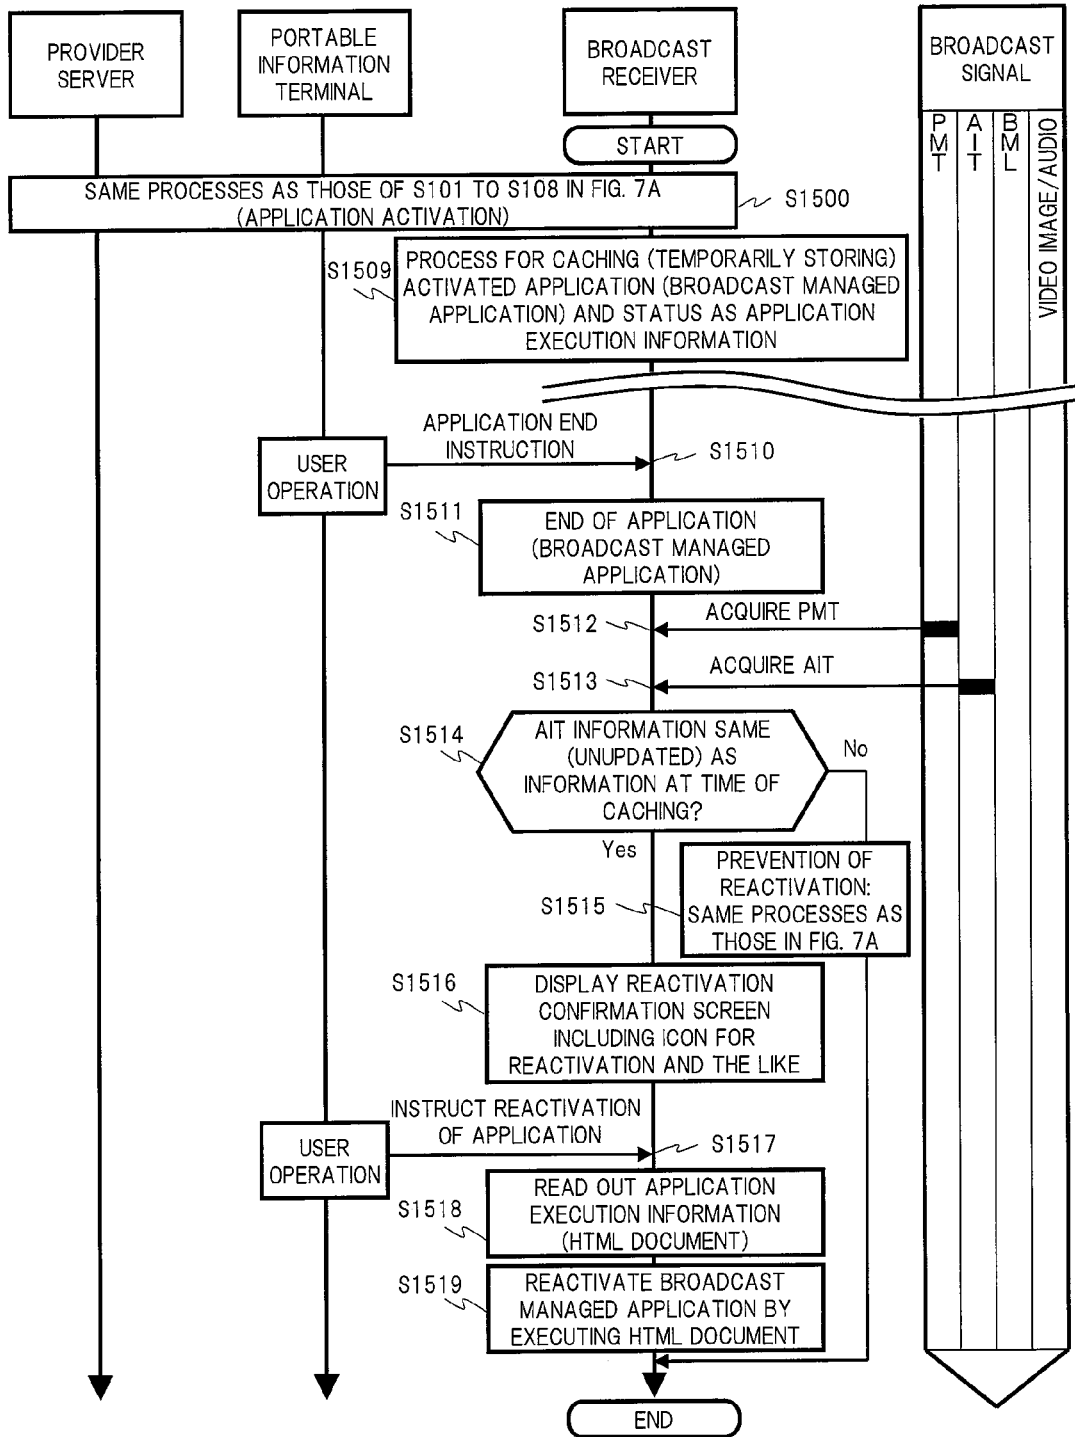 PROVIDER
SERVER
PORTABLE
INFORMATION
TERMINAL
BROADCAST
RECEIVER
BROADCAST
SIGNAL
START
PMT
AIT
BML
VIDEO IMAGE/AUDIO
SAME PROCESSES AS THOSE OF S101 TO S108 IN FIG. 7A
(APPLICATION ACTIVATION)
S1500
S1509
PROCESS FOR CACHING (TEMPORARILY STORING)
ACTIVATED APPLICATION (BROADCAST MANAGED
APPLICATION) AND STATUS AS APPLICATION
EXECUTION INFORMATION
APPLICATION END
INSTRUCTION
USER
OPERATION
S1510
S1511
END OF APPLICATION
(BROADCAST MANAGED
APPLICATION)
S1512
ACQUIRE PMT
S1513
ACQUIRE AIT
S1514
AIT INFORMATION SAME
(UNUPDATED) AS
INFORMATION AT TIME OF
CACHING?
No
Yes
S1515
PREVENTION OF
REACTIVATION:
SAME PROCESSES AS
THOSE IN FIG. 7A
S1516
DISPLAY REACTIVATION
CONFIRMATION SCREEN
INCLUDING ICON FOR
REACTIVATION AND THE LIKE
INSTRUCT REACTIVATION
OF APPLICATION
USER
OPERATION
S1517
S1518
READ OUT APPLICATION
EXECUTION INFORMATION
(HTML DOCUMENT)
S1519
REACTIVATE BROADCAST
MANAGED APPLICATION BY
EXECUTING HTML DOCUMENT
END